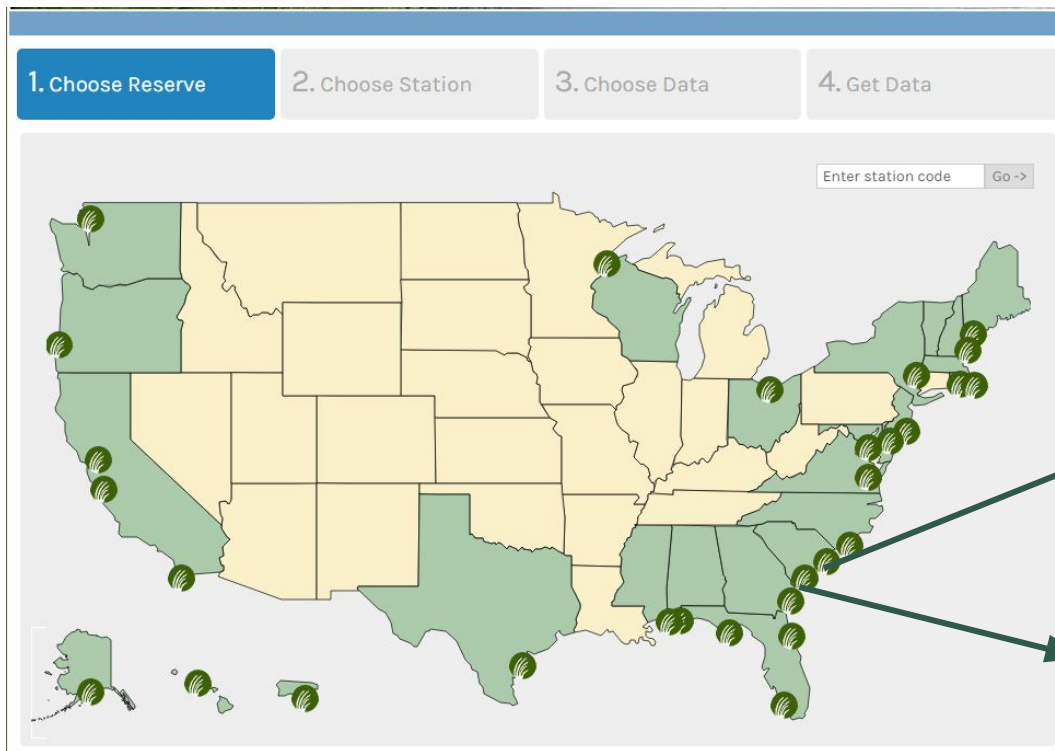 1. Choose Reserve
2. Choose Station
3. Choose Data
4. Get Data
Enter station code
Go ->